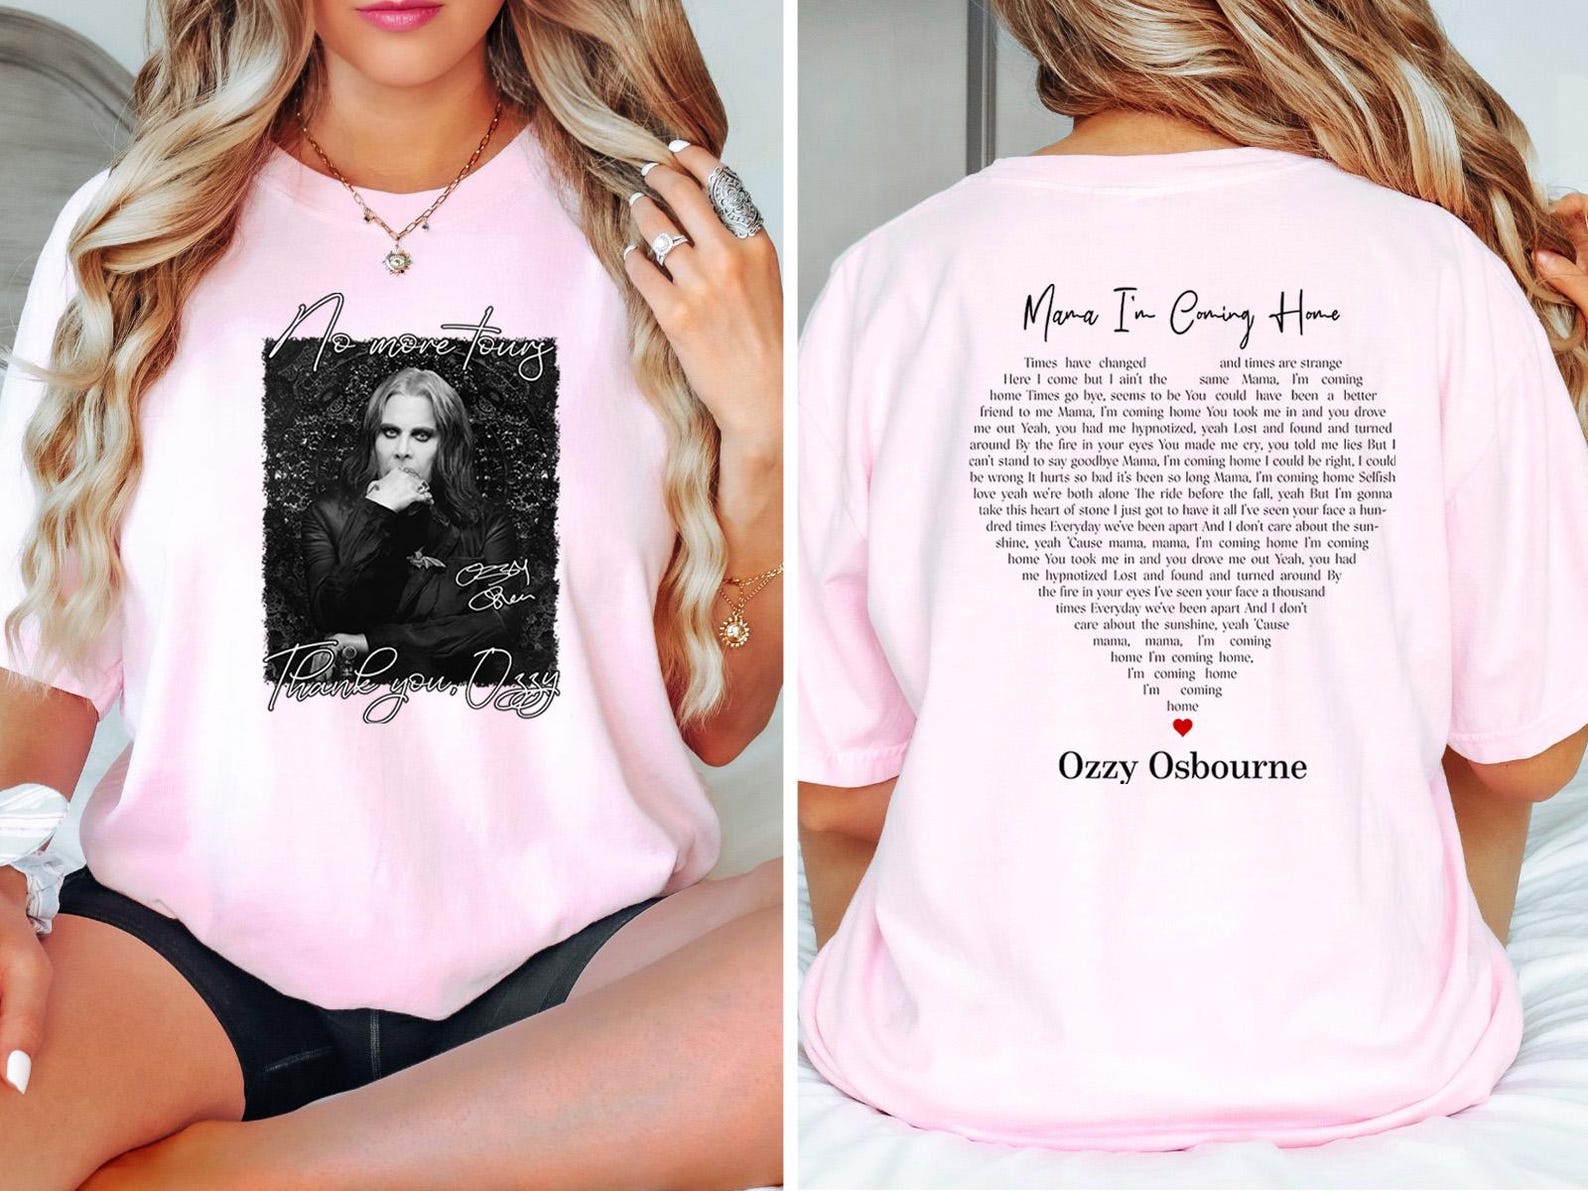 No more tours
Ozzy
Thank you, Ozzy
Mama I'm Coming Home
Times have changed and times are strange
Here I come but I ain't the same Mama, I'm coming
home Times go bye, seems to be You could have been a better
friend to me Mama, I'm coming home You took me in and you drove
me out Yeah, you had me hypnotized, yeah Lost and found and turned
around By the fire in your eyes You made me cry, you told me lies But I
can't stand to say goodbye Mama, I'm coming home I could be right, I could
be wrong It hurts so bad it's been so long Mama, I'm coming home Selfish
love yeah we're both alone The ride before the fall, yeah But I'm gonna
take this heart of stone I just got to have it all I've seen your face a hun-
dred times Everyday we've been apart And I don't care about the sun-
shine, yeah 'Cause mama, mama, I'm coming home I'm coming
home You took me in and you drove me out Yeah, you had
me hypnotized Lost and found and turned around By
the fire in your eyes I've seen your face a thousand
times Everyday we've been apart And I don't
care about the sunshine, yeah 'Cause
mama, mama, I'm coming
home I'm coming home,
I'm coming home
I'm coming
home
Ozzy Osbourne